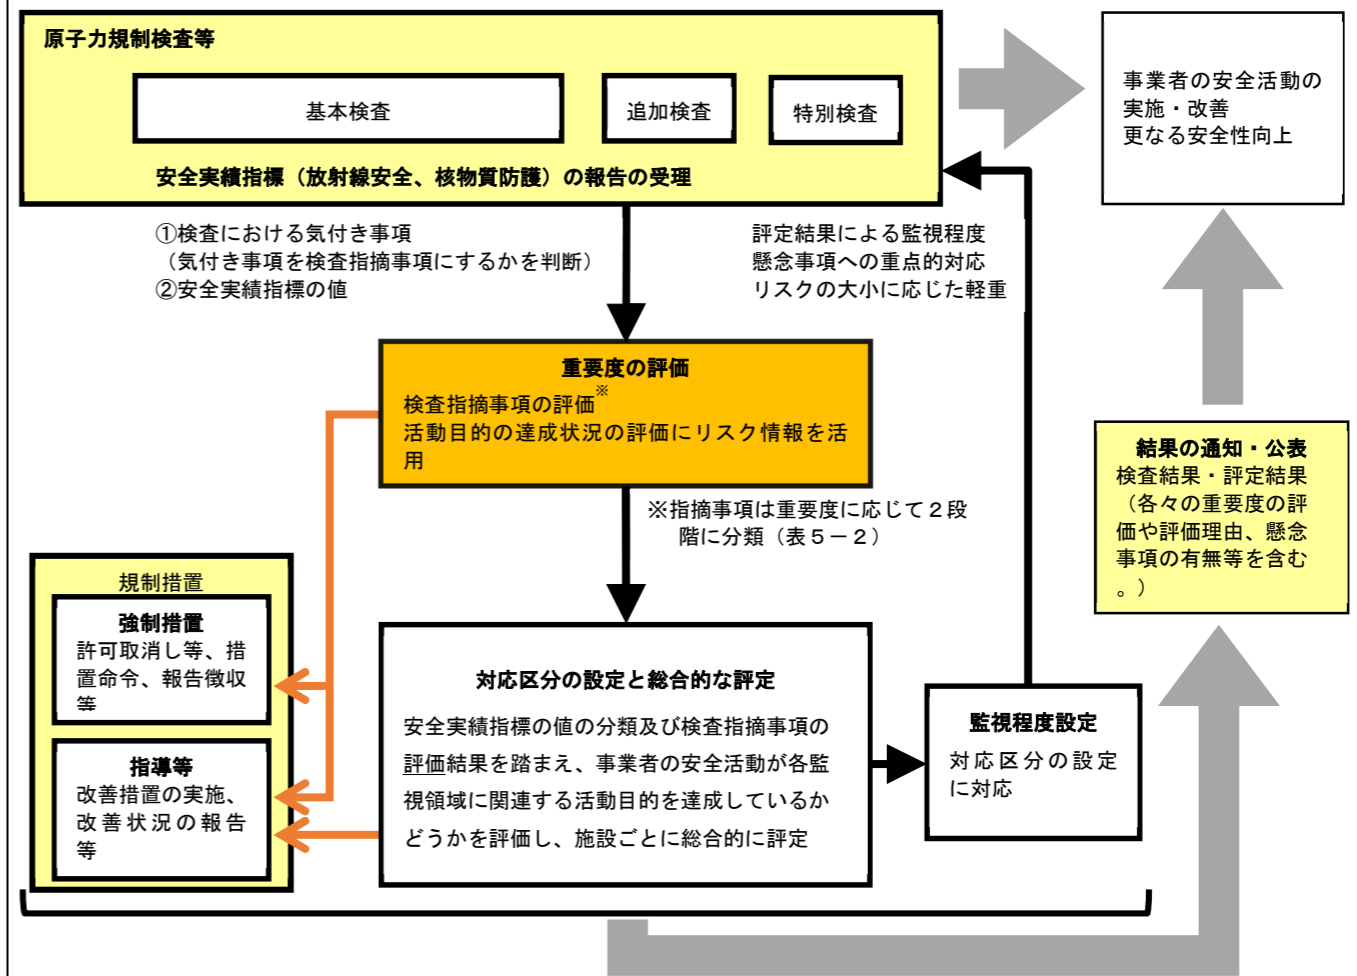 原子力規制検査等
基本検査
追加検査
特別検査
安全実績指標（放射線安全、核物質防護）の報告の受理
事業者の安全活動の
実施・改善
更なる安全性向上
①検査における気付き事項
（気付き事項を検査指摘事項にするかを判断）
②安全実績指標の値
評定結果による監視程度
懸念事項への重点的対応
リスクの大小に応じた軽重
重要度の評価
検査指摘事項の評価※
活動目的の達成状況の評価にリスク情報を活
用
※指摘事項は重要度に応じて２段
階に分類（表５－２）
結果の通知・公表
検査結果・評定結果
（各々の重要度の評
価や評価理由、懸念
事項の有無等を含む
。）
規制措置
強制措置
許可取消し等、措
置命令、報告徴収
等
指導等
改善措置の実施、
改善状況の報告
等
対応区分の設定と総合的な評定
安全実績指標の値の分類及び検査指摘事項の
評価結果を踏まえ、事業者の安全活動が各監
視領域に関連する活動目的を達成しているか
どうかを評価し、施設ごとに総合的に評定
監視程度設定
対応区分の設定
に対応